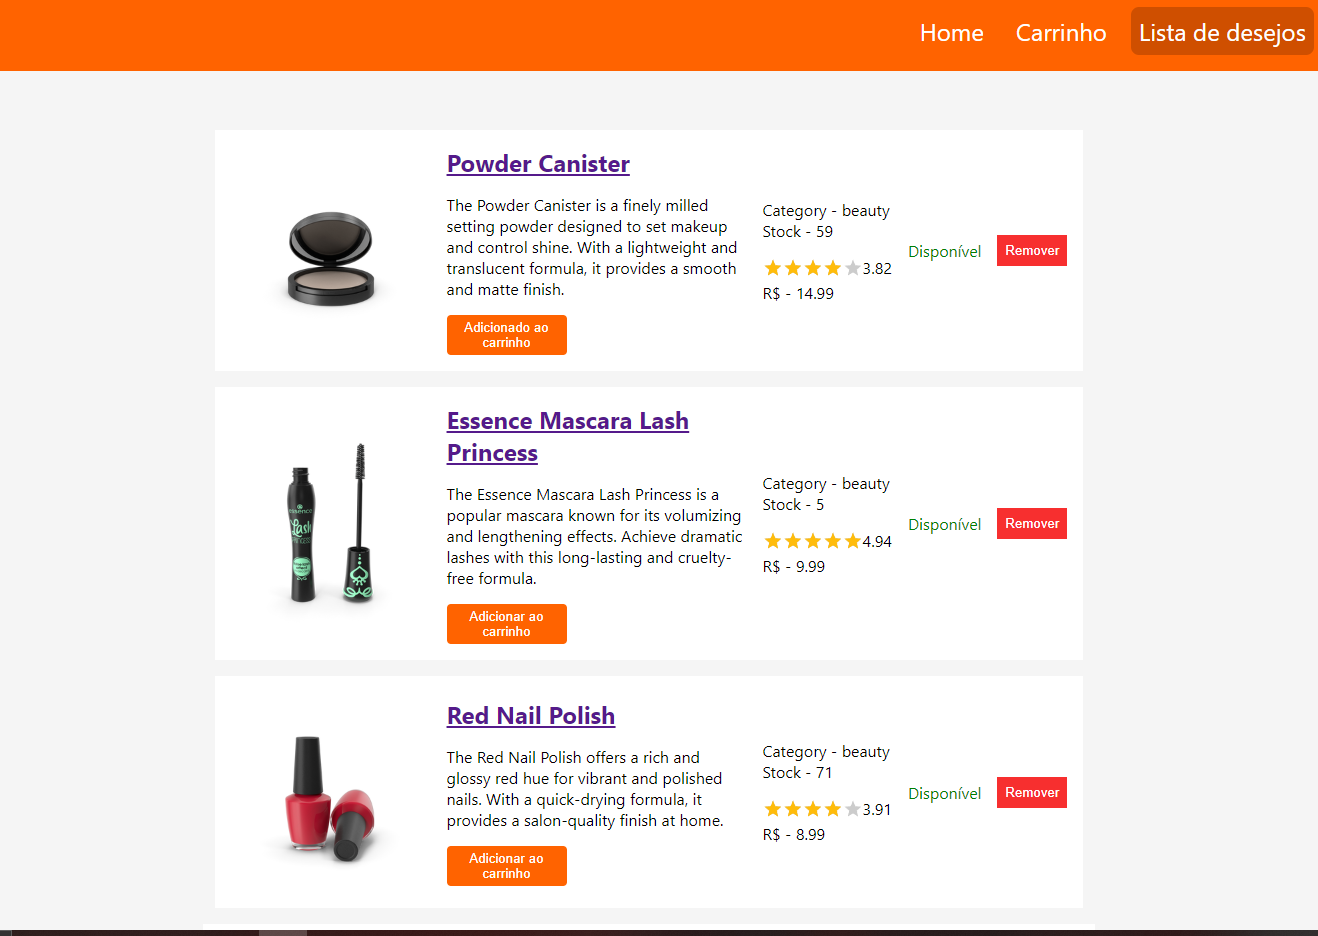 Home Carrinho Lista de desejos
Powder Canister
The Powder Canister is a finely milled
setting powder designed to set makeup
and control shine. With a lightweight and
translucent formula, it provides a smooth
and matte finish.
Adicionado ao
carrinho
Category - beauty
Stock - 59
3.82
R$ - 14.99
Disponível
Remover
Essence Mascara Lash
Princess
The Essence Mascara Lash Princess is a
popular mascara known for its volumizing
and lengthening effects. Achieve dramatic
lashes with this long-lasting and cruelty-
free formula.
Adicionar ao
carrinho
essence
Lash
Category - beauty
Stock - 5
4.94
R$ - 9.99
Disponível
Remover
Red Nail Polish
The Red Nail Polish offers a rich and
glossy red hue for vibrant and polished
nails. With a quick-drying formula, it
provides a salon-quality finish at home.
Adicionar ao
carrinho
Category - beauty
Stock - 71
3.91
R$ - 8.99
Disponível
Remover